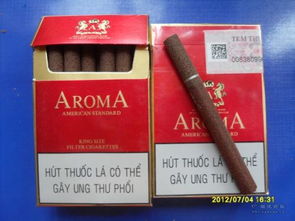 AROMA
AMERICAN STANDARD
KING SIZE
FILTER CIGARETTES
HÚT THUỐC LÁ CÓ THỂ
GÂY UNG THƯ PHỔI
TEM
AROMA
AMERICAN STANDARD
HÚT THUỐC LÁ CÓ THỂ
GÂY UNG THƯ PHỔI
2012/07/04 16:31